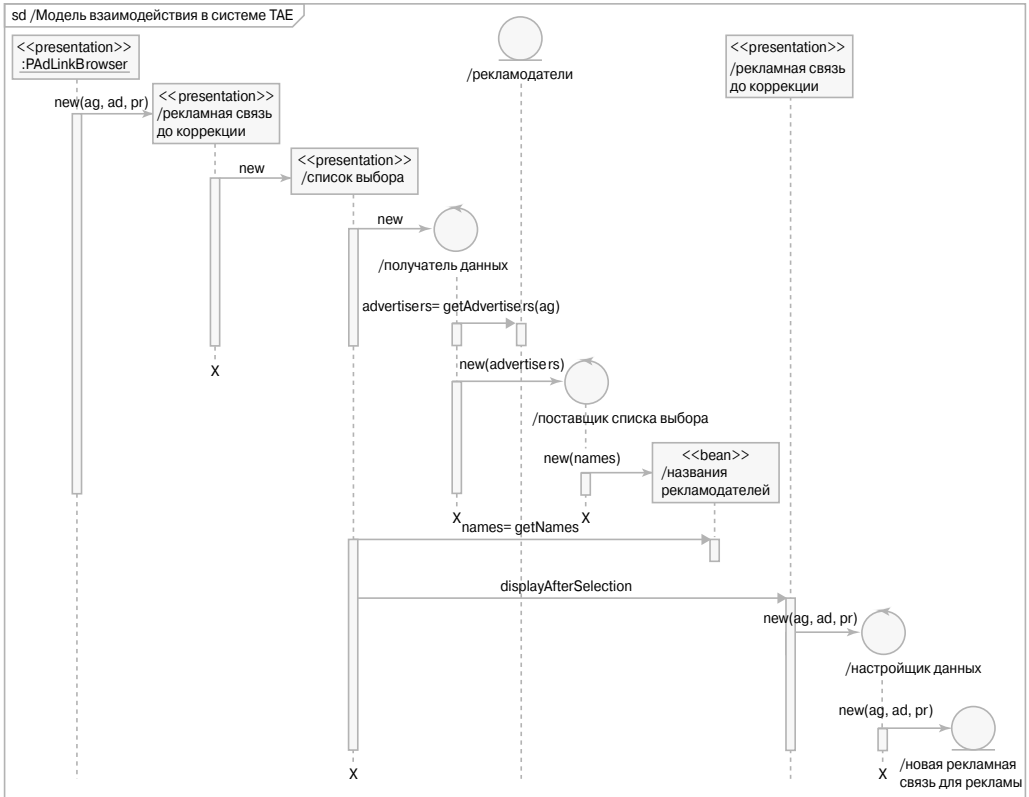 sd /Модель взаимодействия в системе TAE
<<presentation>>
:PAdLinkBrowser
/рекламодатели
<<presentation>>
/рекламная связь
до коррекции
new(ag, ad, pr)
<<presentation>>
/рекламная связь
до коррекции
new
<<presentation>>
/список выбора
new
/получатель данных
advertisers= getAdvertisers(ag)
X
new(advertisers)
/поставщик списка выбора
new(names)
<<bean>>
/названия
рекламодателей
X
X
names= getNames
displayAfterSelection
new(ag, ad, pr)
/настройщик данных
new(ag, ad, pr)
X
X
/новая рекламная
связь для рекламы